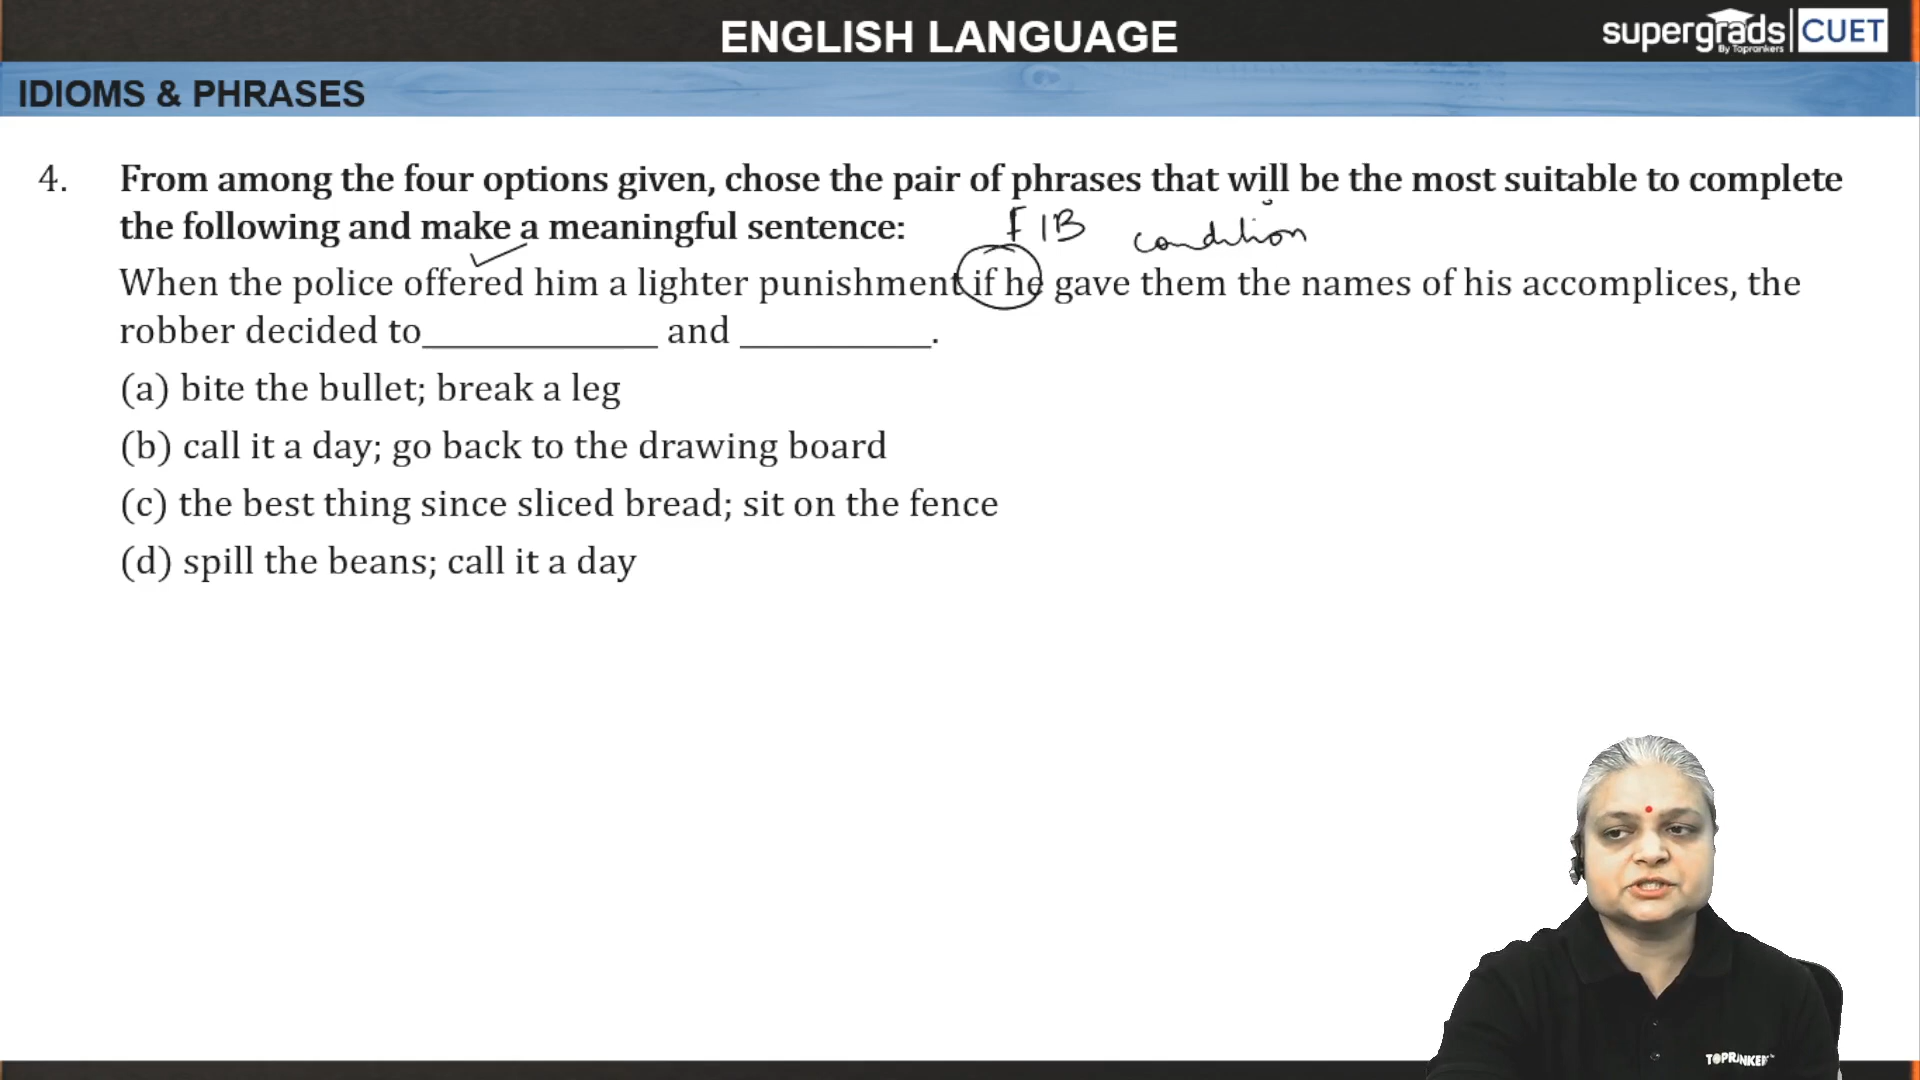 ENGLISH LANGUAGE
supergrads CUET
By Toprankers
IDIOMS & PHRASES
4. From among the four options given, chose the pair of phrases that will be the most suitable to complete
the following and make a meaningful sentence:
FIB condition
When the police offered him a lighter punishment if he gave them the names of his accomplices, the
robber decided to____________ and __________.
(a) bite the bullet; break a leg
(b) call it a day; go back to the drawing board
(c) the best thing since sliced bread; sit on the fence
(d) spill the beans; call it a day
TOPRANKERS